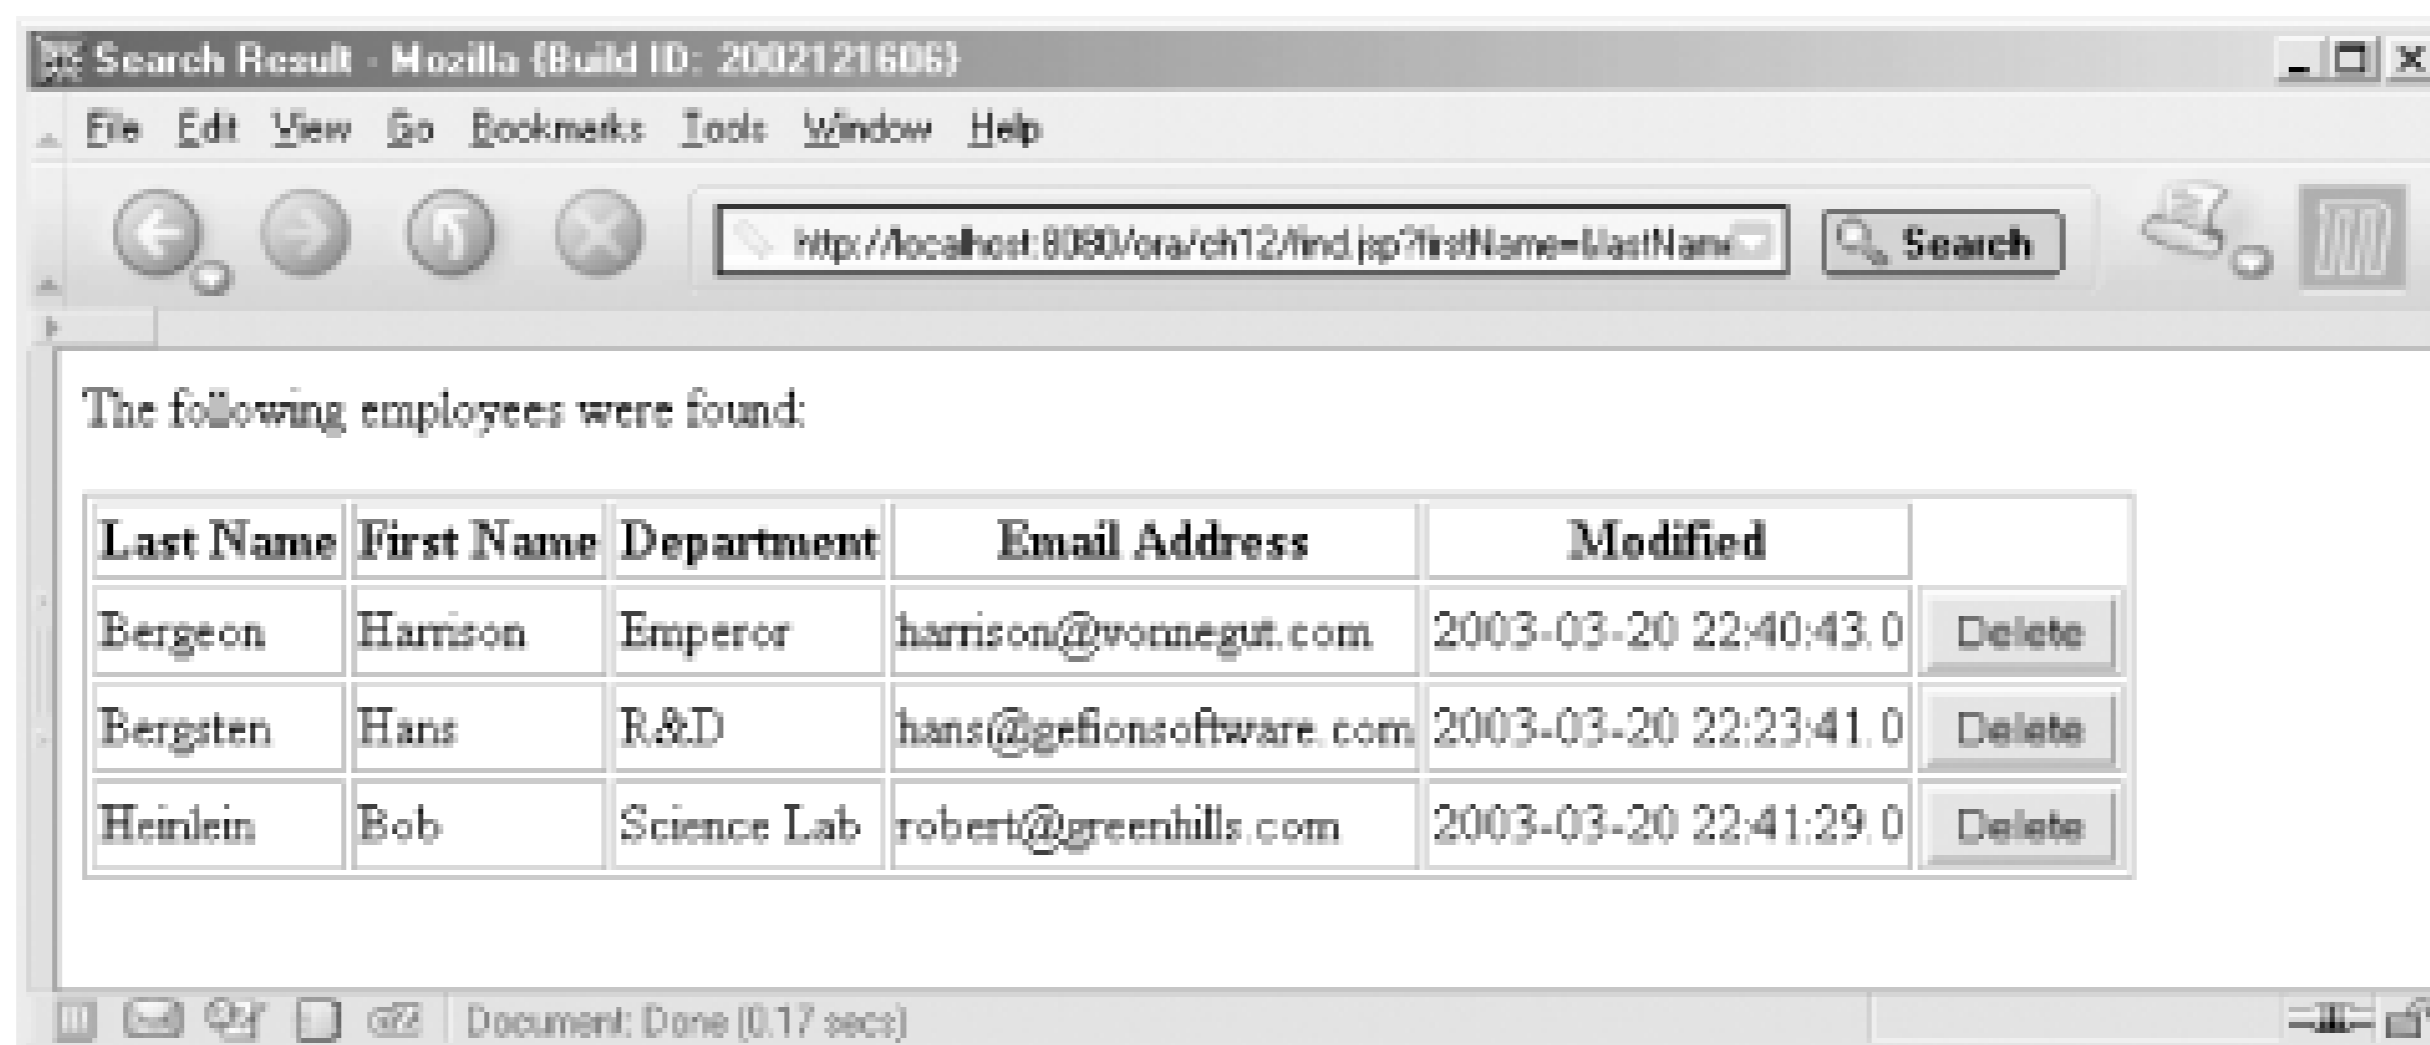 Search Result - Mozilla {Build ID: 2002121606}
File Edit View Go Bookmarks Tools Window Help
http://localhost:8080/ora/ch12/find.jsp?firstName=&lastName Search
The following employees were found:
Last Name First Name Department Email Address Modified
Bergeon Harrison Emperor harrison@vonnegut.com 2003-03-20 22:40:43.0 Delete
Bergsten Hans R&D hans@gefionsoftware.com 2003-03-20 22:23:41.0 Delete
Heinlein Bob Science Lab robert@greenhills.com 2003-03-20 22:41:29.0 Delete
Document: Done (0.17 secs)